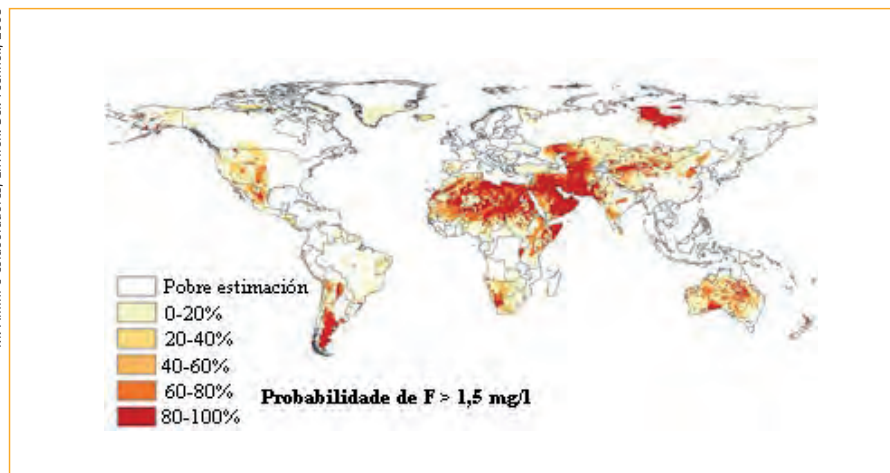 Pobre estimación
0-20%
20-40%
40-60%
60-80%
80-100%
Probabilidade de F > 1,5 mg/l